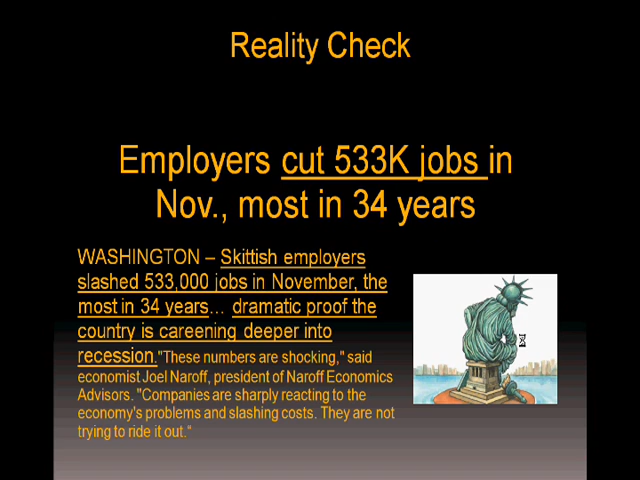 Reality Check
Employers cut 533K jobs in
Nov., most in 34 years
WASHINGTON – Skittish employers
slashed 533,000 jobs in November, the
most in 34 years… dramatic proof the
country is careening deeper into
recession."These numbers are shocking," said
economist Joel Naroff, president of Naroff Economics
Advisors. "Companies are sharply reacting to the
economy's problems and slashing costs. They are not
trying to ride it out.“